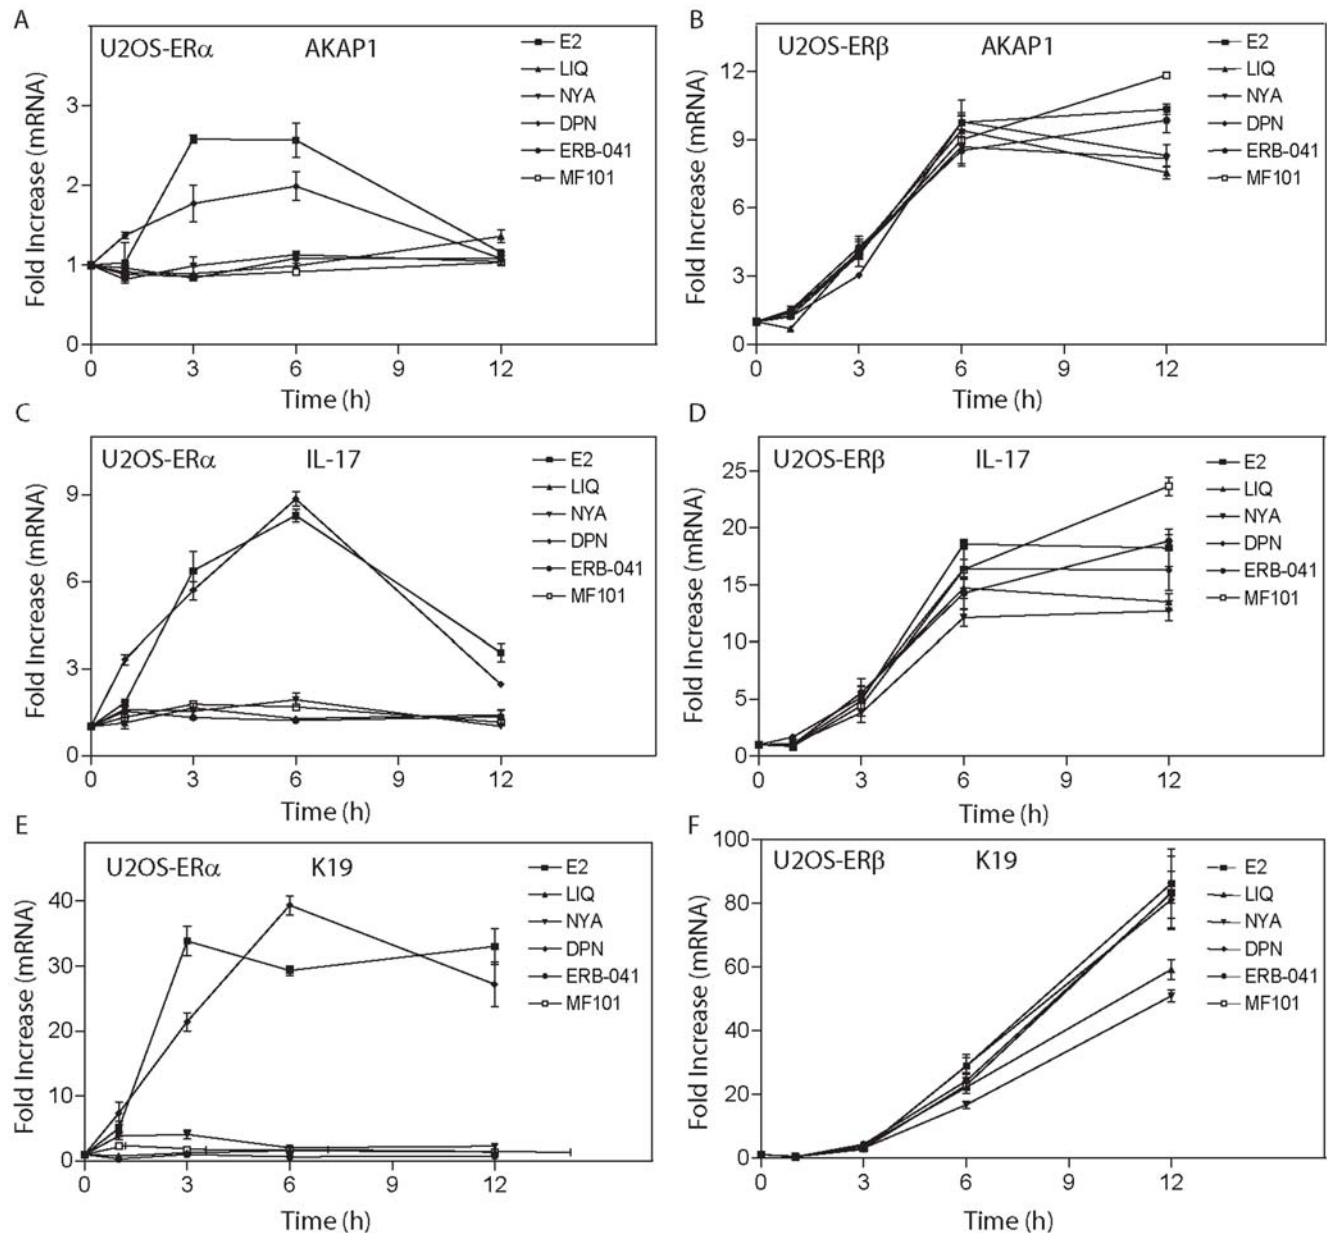 A
U2OS-ERα AKAP1
E2
LIQ
NYA
DPN
ERB-041
MF101
Fold Increase (mRNA)
3
2
1
0
0 3 6 9 12
Time (h)
B
U2OS-ERβ AKAP1
E2
LIQ
NYA
DPN
ERB-041
MF101
Fold Increase (mRNA)
12
9
6
3
0
0 3 6 9 12
Time (h)
C
U2OS-ERα IL-17
E2
LIQ
NYA
DPN
ERB-041
MF101
Fold Increase (mRNA)
9
6
3
0
0 3 6 9 12
Time (h)
D
U2OS-ERβ IL-17
E2
LIQ
NYA
DPN
ERB-041
MF101
Fold Increase (mRNA)
25
20
15
10
5
0
0 3 6 9 12
Time (h)
E
U2OS-ERα K19
E2
LIQ
NYA
DPN
ERB-041
MF101
Fold Increase (mRNA)
40
30
20
10
0
0 3 6 9 12
Time (h)
F
U2OS-ERβ K19
E2
LIQ
NYA
DPN
ERB-041
MF101
Fold Increase (mRNA)
100
80
60
40
20
0
0 3 6 9 12
Time (h)